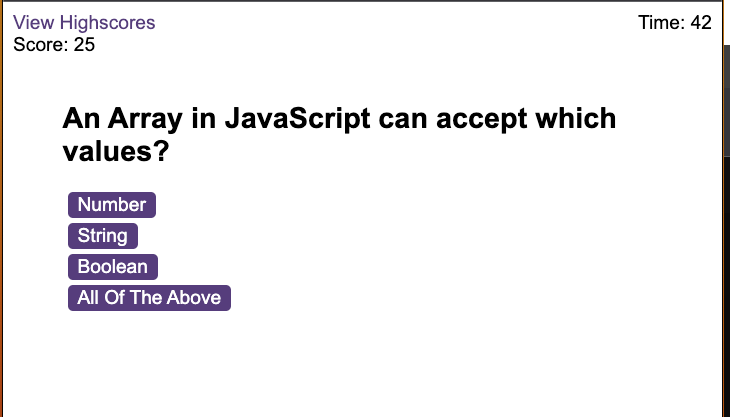 View Highscores
Time: 42
Score: 25
An Array in JavaScript can accept which
values?
Number
String
Boolean
All Of The Above